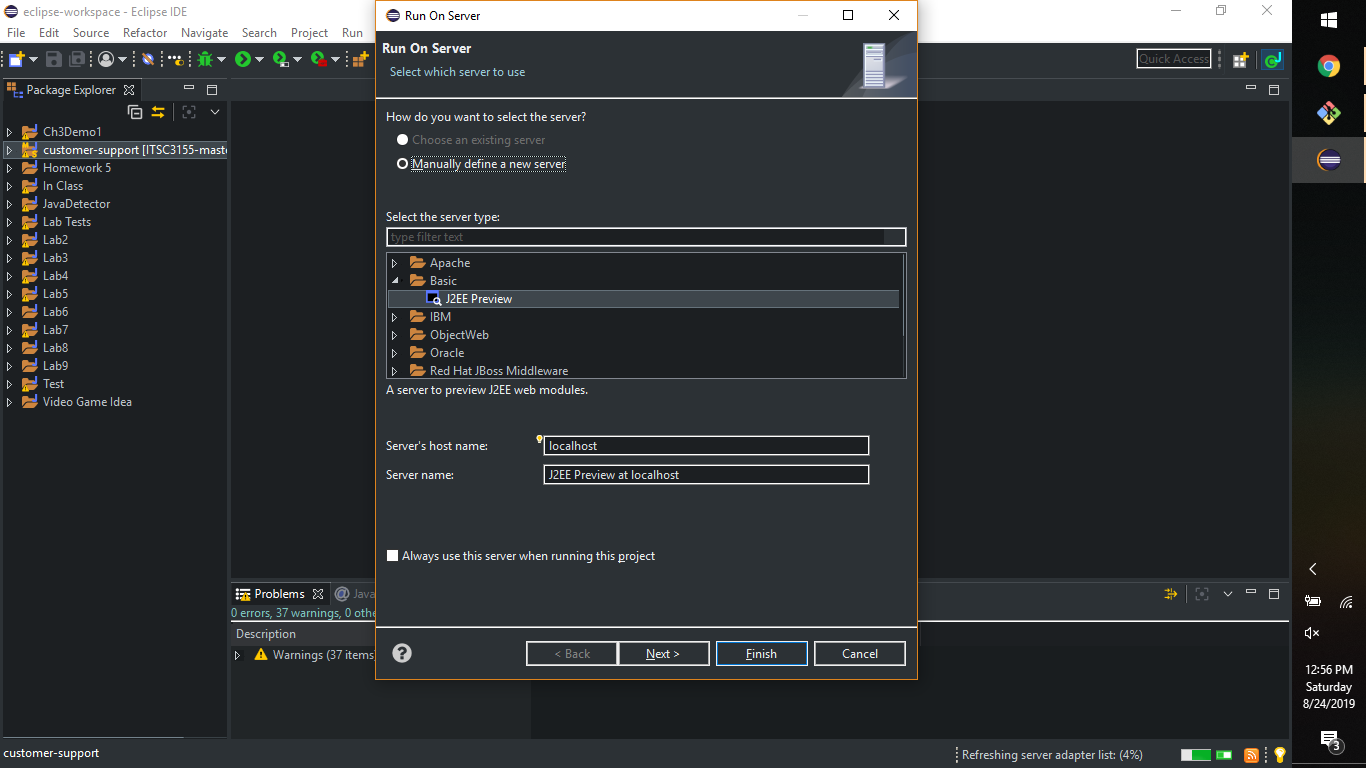 eclipse-workspace - Eclipse IDE
File Edit Source Refactor Navigate Search Project Run
Quick Access
Package Explorer
Ch3Demo1
customer-support [ITSC3155-mast
Homework 5
In Class
JavaDetector
Lab Tests
Lab2
Lab3
Lab4
Lab5
Lab6
Lab7
Lab8
Lab9
Test
Video Game Idea
Run On Server
Run On Server
Select which server to use
How do you want to select the server?
Choose an existing server
Manually define a new server
Select the server type:
type filter text
Apache
Basic
J2EE Preview
IBM
ObjectWeb
Oracle
Red Hat JBoss Middleware
A server to preview J2EE web modules.
Server's host name: localhost
Server name: J2EE Preview at localhost
Always use this server when running this project
< Back Next > Finish Cancel
Problems @ Java
0 errors, 37 warnings, 0 othe
Description
Warnings (37 items)
customer-support
Refreshing server adapter list: (4%)
12:56 PM
Saturday
8/24/2019
3